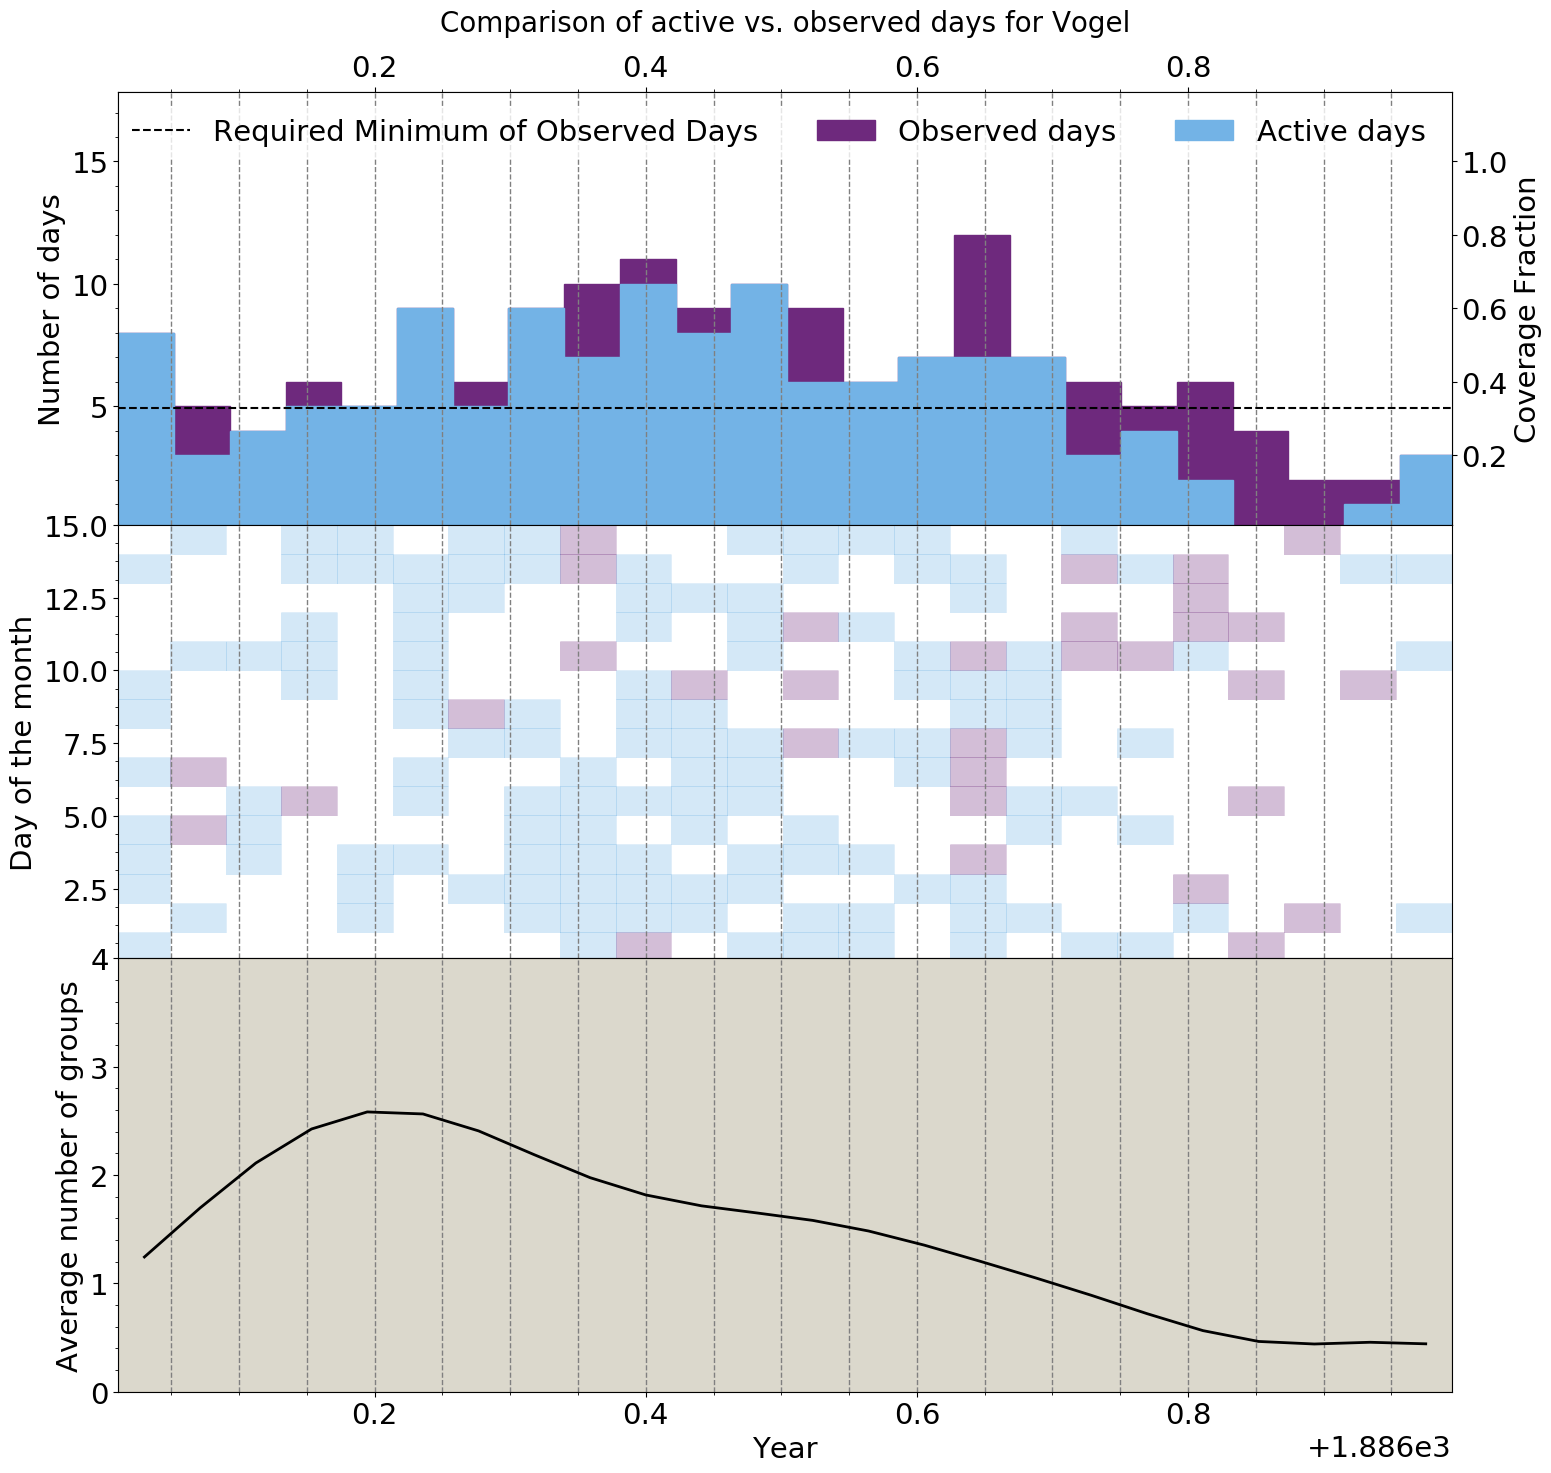 Comparison of active vs. observed days for Vogel
0.2 0.4 0.6 0.8
Required Minimum of Observed Days Observed days Active days
Number of days
15
10
5
Coverage Fraction
1.0
0.8
0.6
0.4
0.2
Day of the month
15.0
12.5
10.0
7.5
5.0
2.5
Average number of groups
4
3
2
1
0
0.2 0.4 0.6 0.8
Year
+1.886e3